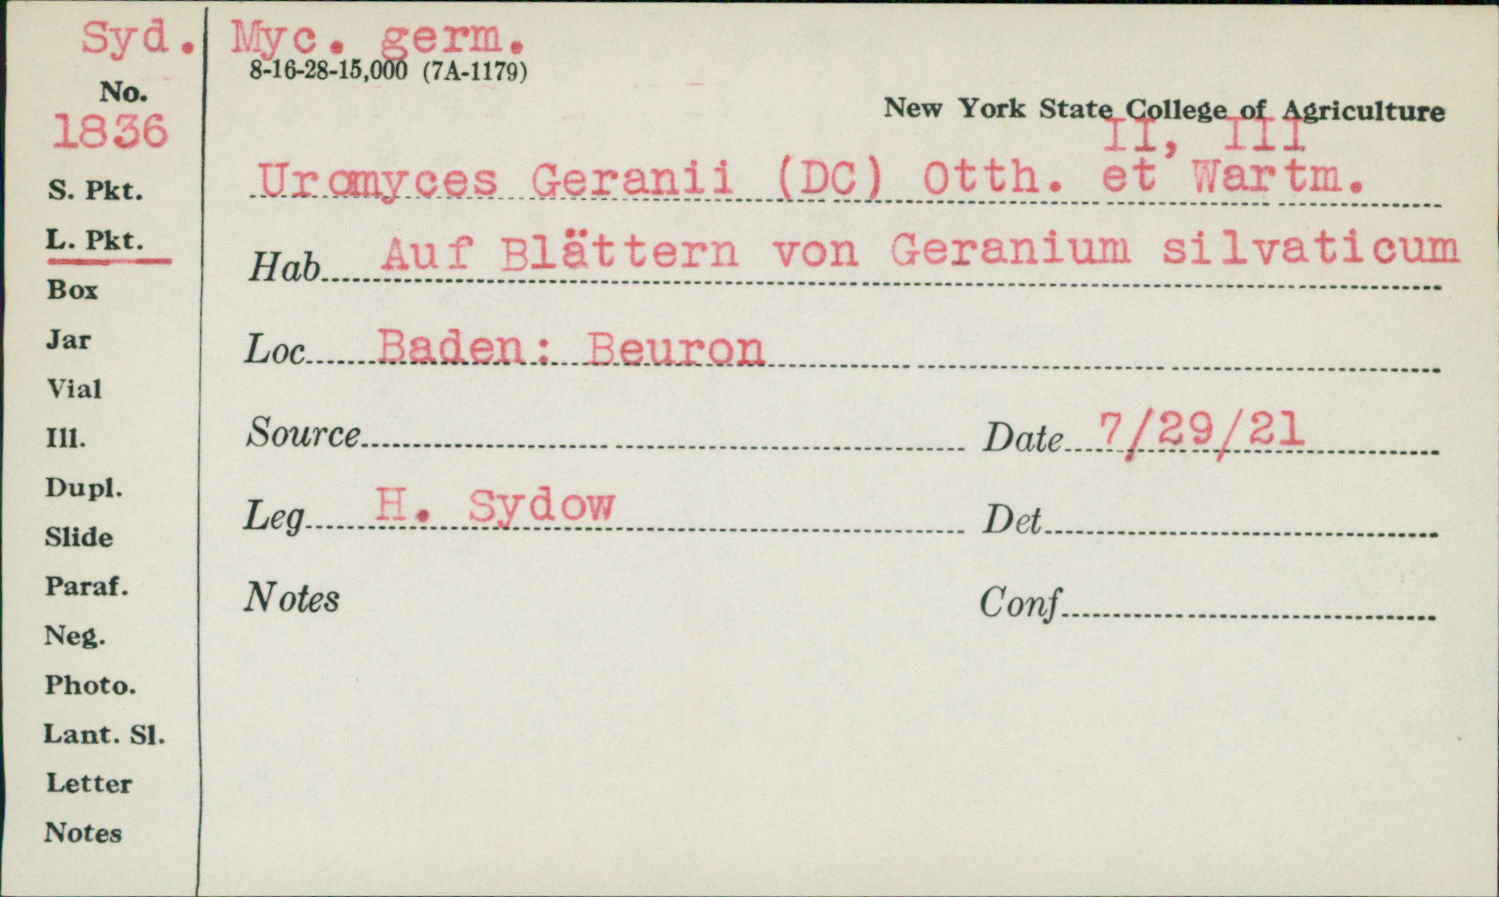 Syd. Myc. germ.
8-16-28-15,000 (7A-1179)
No.
1836
New York State College of Agriculture
II, III
Uromyces Geranii (DC) Otth. et Wartm.
S. Pkt.
L. Pkt.
Hab. Auf Blättern von Geranium silvaticum
Box
Jar
Loc. Baden: Beuron
Vial
Ill.
Source Date 7/29/21
Dupl.
Leg. H. Sydow Det.
Slide
Paraf.
Notes Conf.
Neg.
Photo.
Lant. Sl.
Letter
Notes